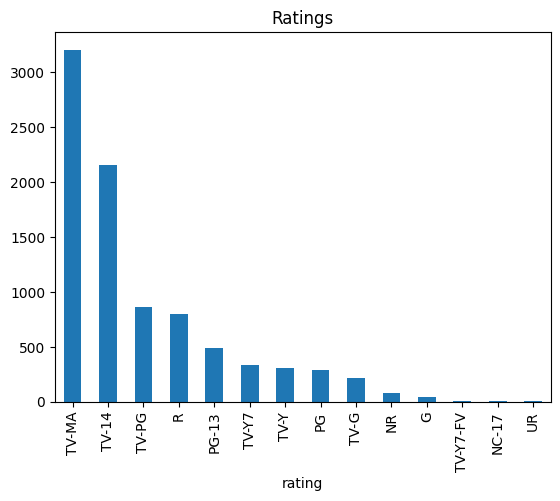 Ratings
3000
2500
2000
1500
1000
500
0
TV-MA
TV-14
TV-PG
R
PG-13
TV-Y7
TV-Y
PG
TV-G
NR
G
TV-Y7-FV
NC-17
UR
rating